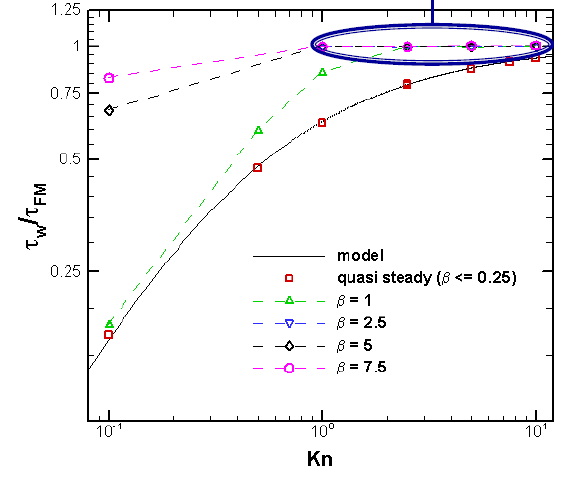 1.25
1
0.75
0.5
0.25
τw/τFM
model
quasi steady (β <= 0.25)
β = 1
β = 2.5
β = 5
β = 7.5
10-1
100
101
Kn